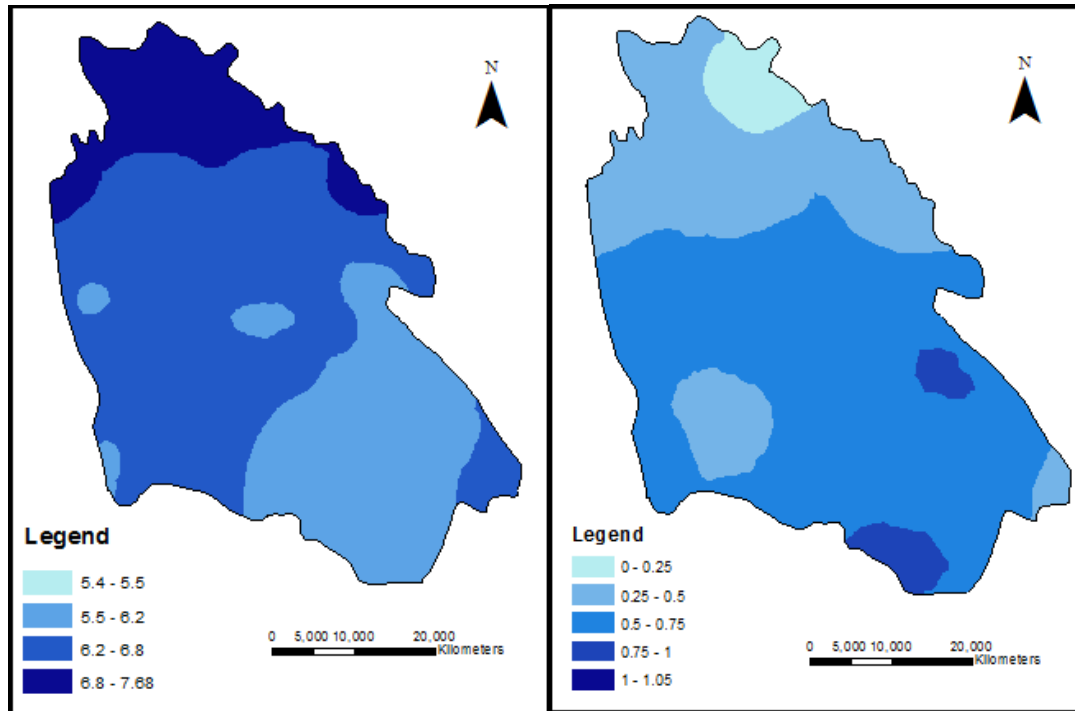 N
Legend
5.4 - 5.5
5.5 - 6.2
6.2 - 6.8
6.8 - 7.68
0 5,000 10,000 20,000
Kilometers
N
Legend
0 - 0.25
0.25 - 0.5
0.5 - 0.75
0.75 - 1
1 - 1.05
0 5,000 10,000 20,000
Kilometers